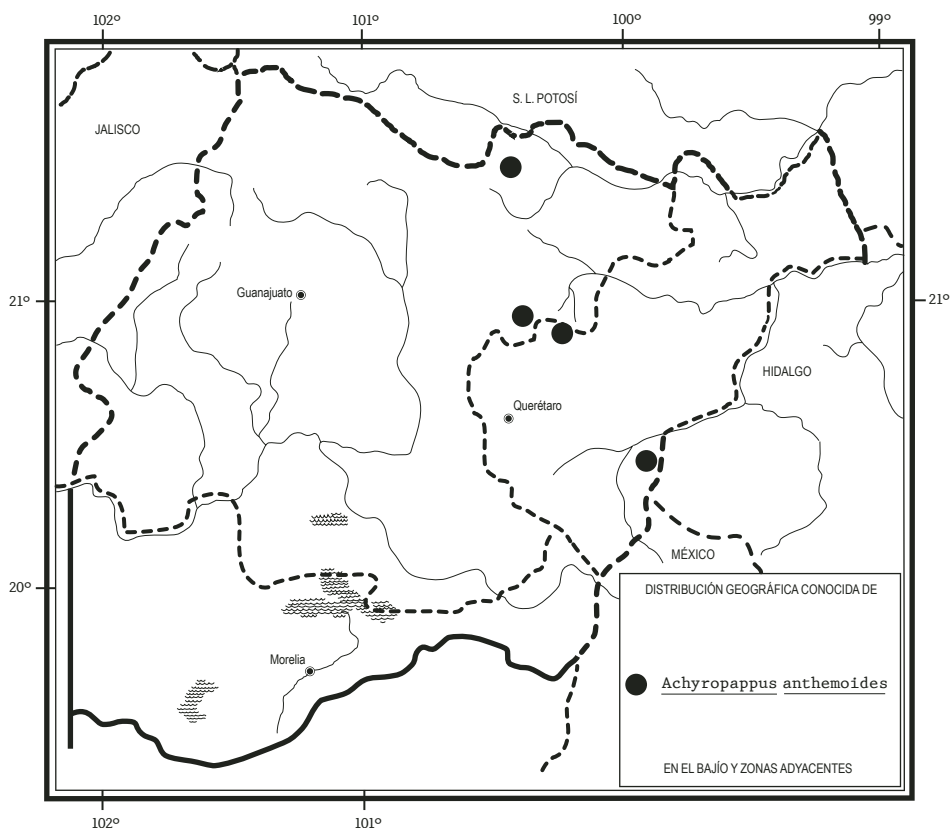 102º 101º 100º 99º
S. L. POTOSÍ
JALISCO
Guanajuato
21º 21º
HIDALGO
Querétaro
MÉXICO
20º
DISTRIBUCIÓN GEOGRÁFICA CONOCIDA DE
Morelia
Achyropappus anthemoides
EN EL BAJÍO Y ZONAS ADYACENTES
102º 101º